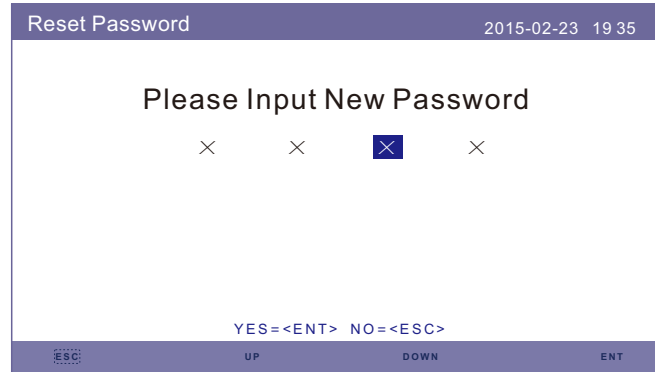 Reset Password 2015-02-23 19 35
Please Input New Password
X X X X
YES=<ENT> NO=<ESC>
ESC UP DOWN ENT